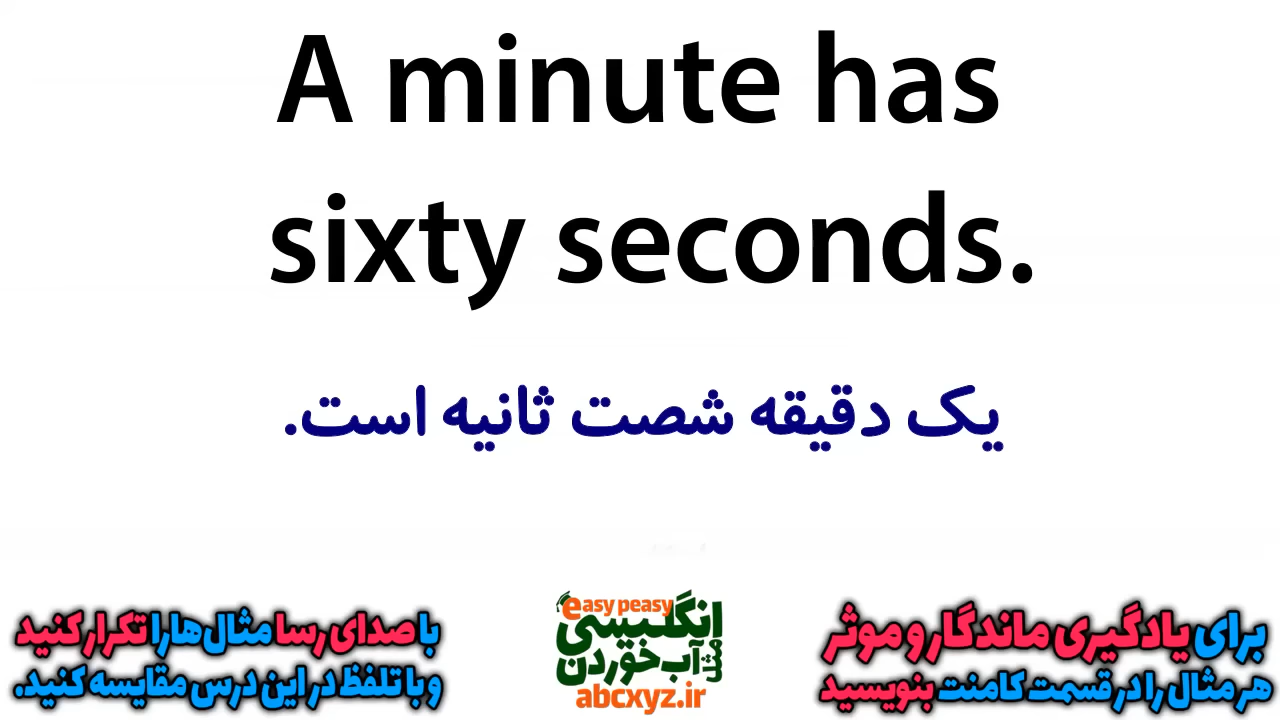 A minute has
sixty seconds.
یک دقیقه شصت ثانیه است.
برای یادگیری ماندگار و موثر
هر مثال را در قسمت کامنت بنویسید
easy peasy
انگلیسی
مثل آب خوردن
abcxyz.ir
با صدای رسا مثال‌ها را تکرار کنید
و با تلفظ در این درس مقایسه کنید.